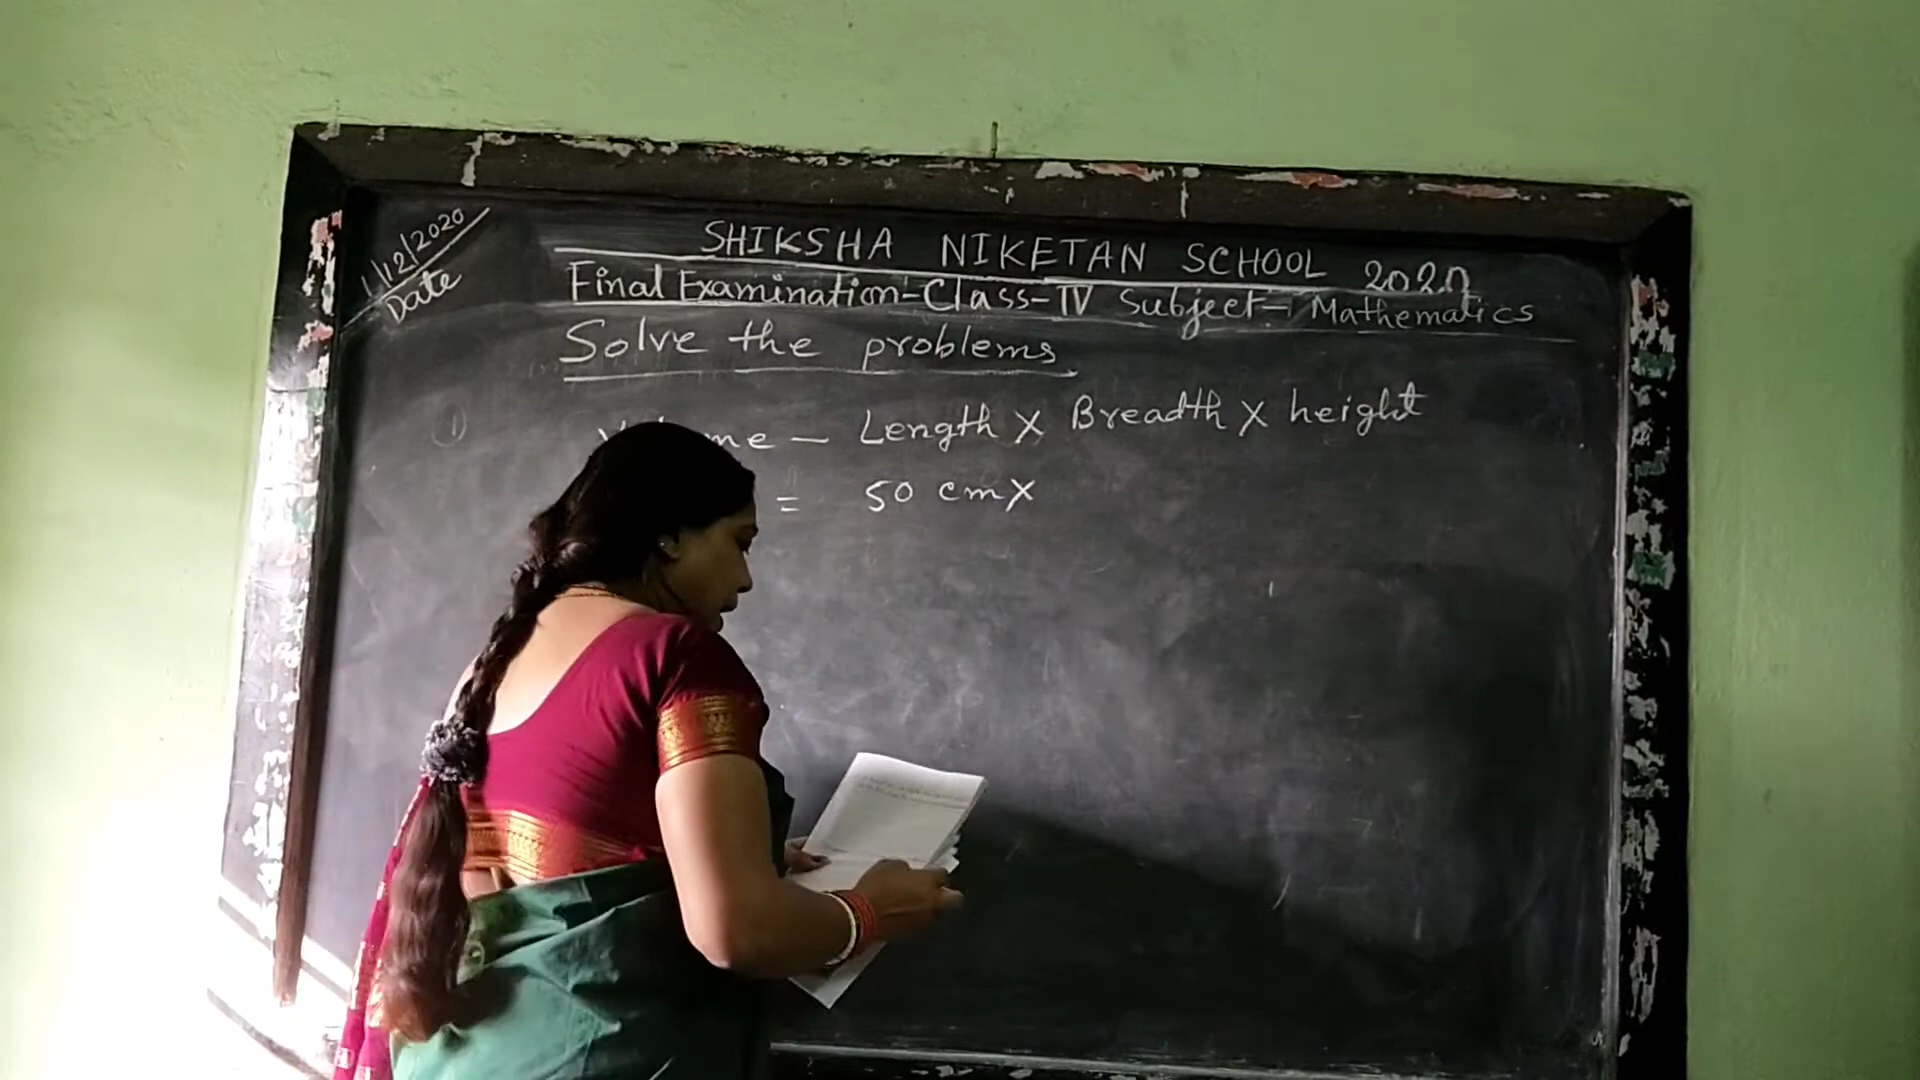 1/12/2020
Date
SHIKSHA NIKETAN SCHOOL 2020
Final Examination-Class-IV Subject- Mathematics
Solve the problems
① – Length X Breadth X height
= 50 cm X